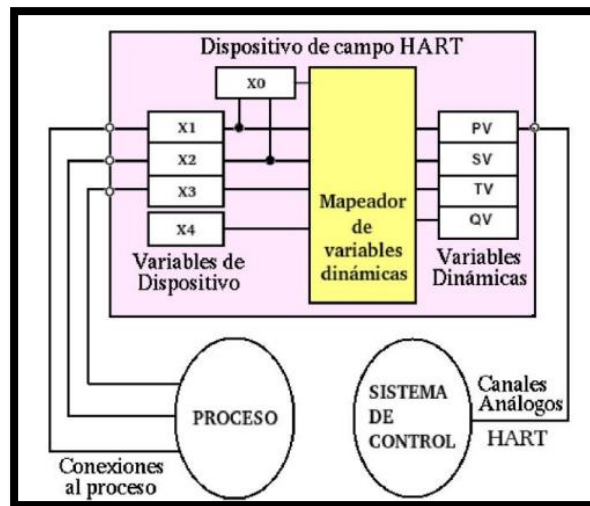 Dispositivo de campo HART
X0
X1
X2
X3
X4
Variables de
Dispositivo
Mapeador
de
variables
dinámicas
PV
SV
TV
QV
Variables
Dinámicas
PROCESO
SISTEMA
DE
CONTROL
Canales
Análogos
HART
Conexiones
al proceso